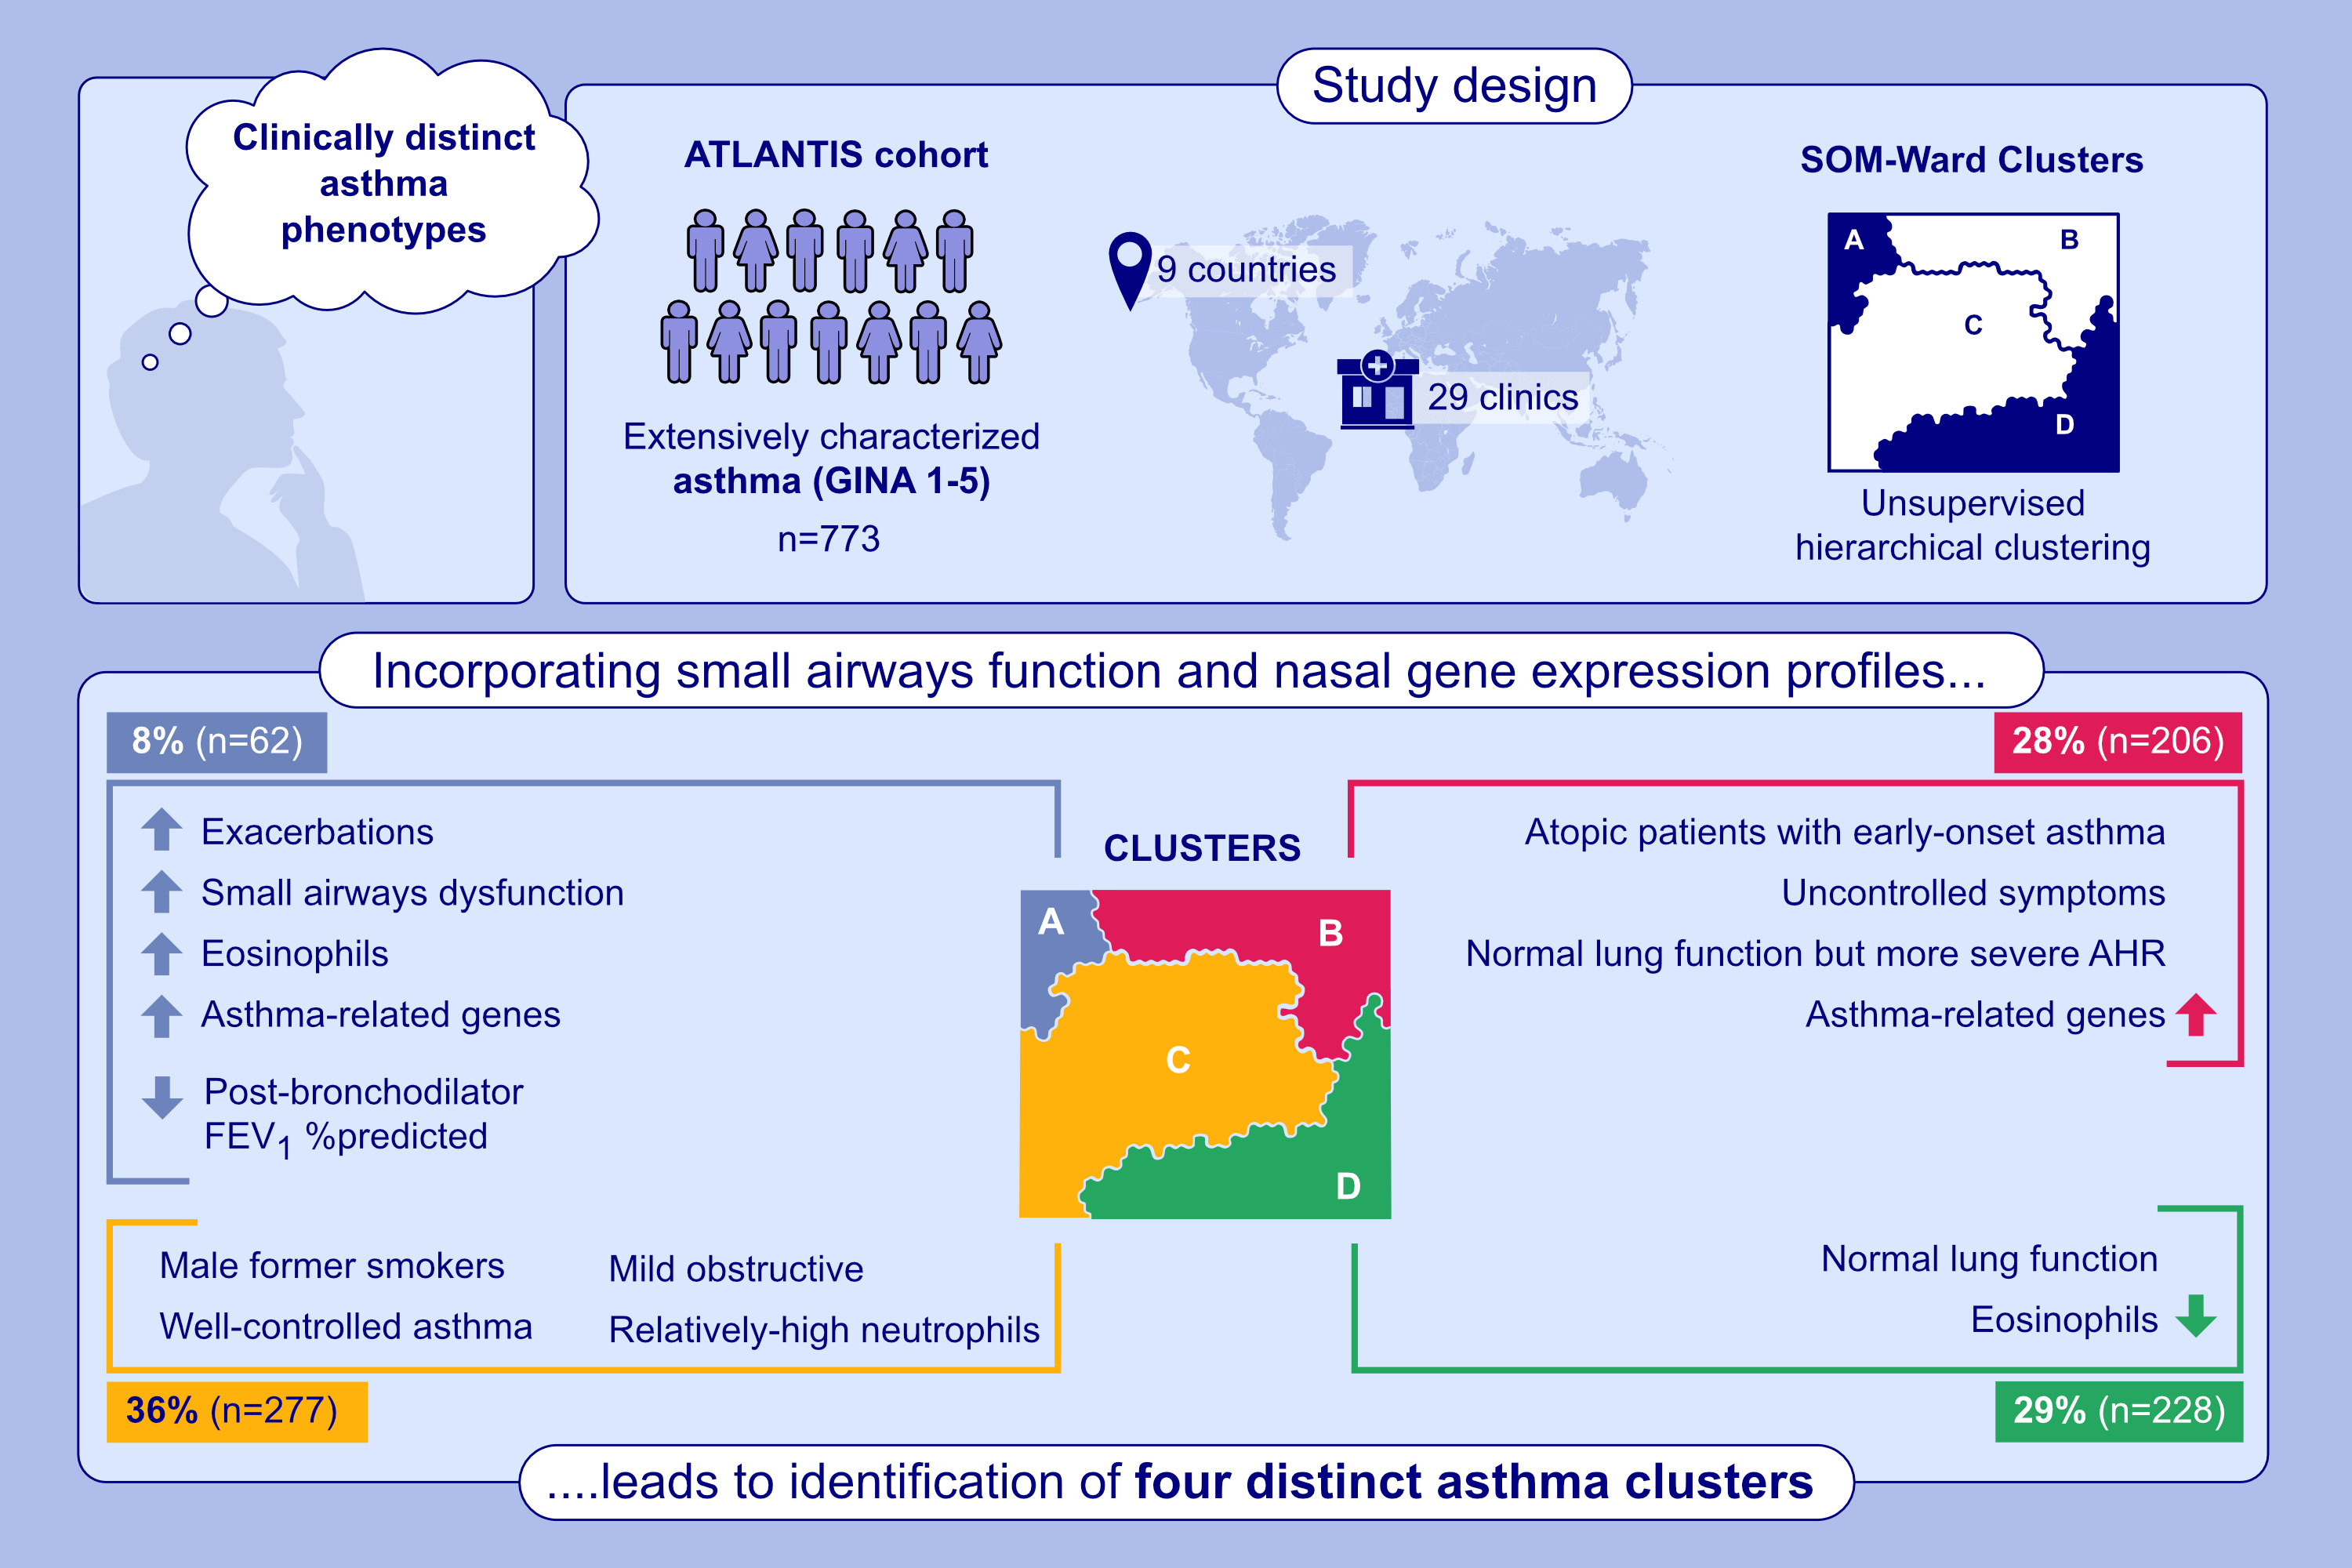 Clinically distinct
asthma
phenotypes
Study design
ATLANTIS cohort
Extensively characterized
asthma (GINA 1-5)
n=773
9 countries
29 clinics
SOM-Ward Clusters
A
B
C
D
Unsupervised
hierarchical clustering
Incorporating small airways function and nasal gene expression profiles...
8% (n=62)
Exacerbations
Small airways dysfunction
Eosinophils
Asthma-related genes
Post-bronchodilator
FEV1 %predicted
28% (n=206)
Atopic patients with early-onset asthma
Uncontrolled symptoms
Normal lung function but more severe AHR
Asthma-related genes
CLUSTERS
A
B
C
D
Male former smokers
Well-controlled asthma
Mild obstructive
Relatively-high neutrophils
36% (n=277)
Normal lung function
Eosinophils
29% (n=228)
....leads to identification of four distinct asthma clusters